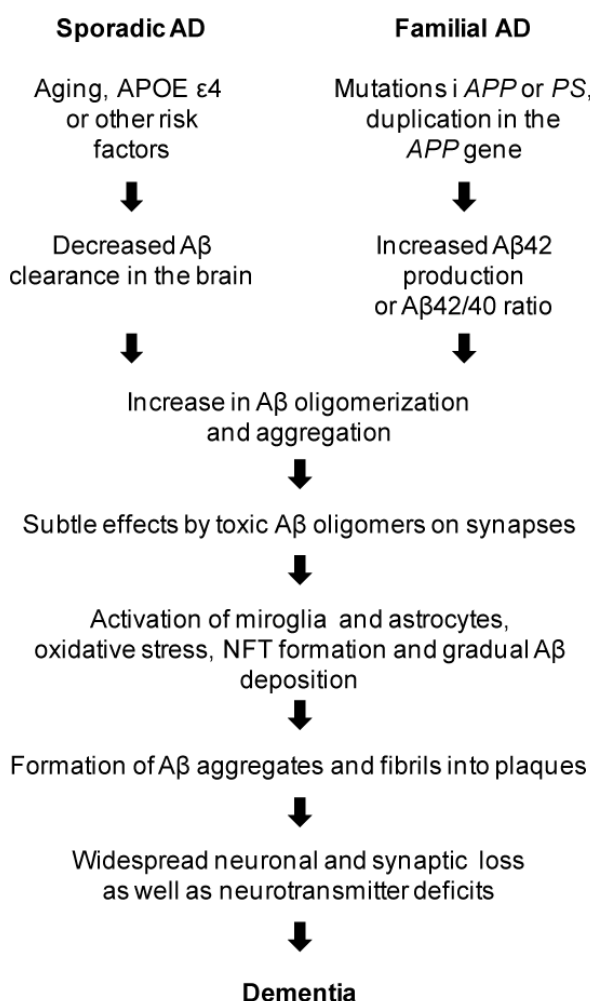 Sporadic AD
Aging, APOE ε4
or other risk
factors
Decreased Aβ
clearance in the brain
Familial AD
Mutations i APP or PS,
duplication in the
APP gene
Increased Aβ42
production
or Aβ42/40 ratio
Increase in Aβ oligomerization
and aggregation
Subtle effects by toxic Aβ oligomers on synapses
Activation of miroglia and astrocytes,
oxidative stress, NFT formation and gradual Aβ
deposition
Formation of Aβ aggregates and fibrils into plaques
Widespread neuronal and synaptic loss
as well as neurotransmitter deficits
Dementia